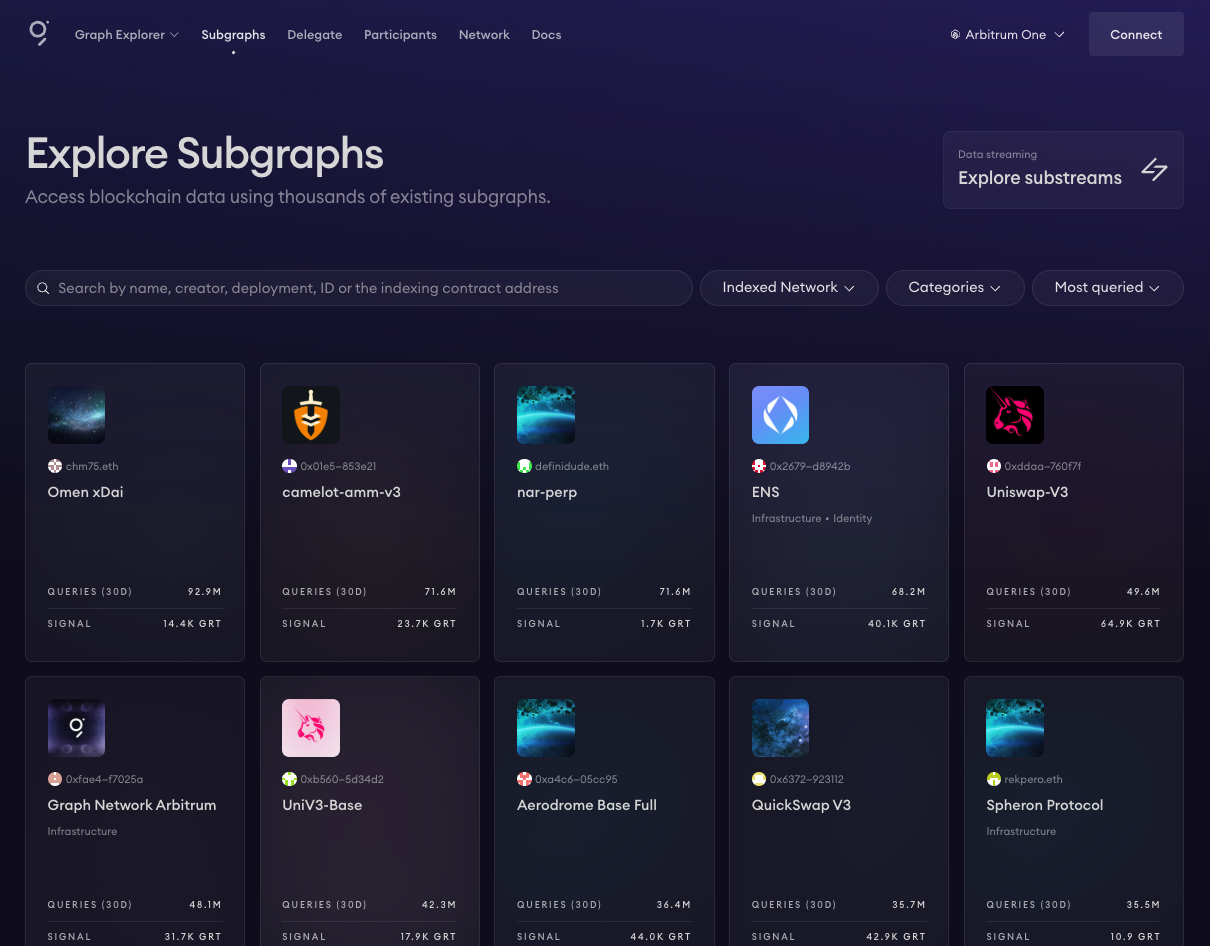 Graph Explorer Subgraphs Delegate Participants Network Docs Arbitrum One Connect
Explore Subgraphs
Access blockchain data using thousands of existing subgraphs.
Data streaming
Explore substreams
Search by name, creator, deployment, ID or the indexing contract address Indexed Network Categories Most queried
chm75.eth
Omen xDai
QUERIES (30D) 92.9M
SIGNAL 14.4K GRT
0x01e5–853e21
camelot-amm-v3
QUERIES (30D) 71.6M
SIGNAL 23.7K GRT
definidude.eth
nar-perp
QUERIES (30D) 71.6M
SIGNAL 1.7K GRT
0x2679–d8942b
ENS
Infrastructure • Identity
QUERIES (30D) 68.2M
SIGNAL 40.1K GRT
0xddaa–760f7f
Uniswap-V3
QUERIES (30D) 49.6M
SIGNAL 64.9K GRT
0xfae4–f7025a
Graph Network Arbitrum
Infrastructure
QUERIES (30D) 48.1M
SIGNAL 31.7K GRT
0xb560–5d34d2
UniV3-Base
QUERIES (30D) 42.3M
SIGNAL 17.9K GRT
0xa4c6–05cc95
Aerodrome Base Full
QUERIES (30D) 36.4M
SIGNAL 44.0K GRT
0x6372–923112
QuickSwap V3
QUERIES (30D) 35.7M
SIGNAL 42.9K GRT
rekpero.eth
Spheron Protocol
Infrastructure
QUERIES (30D) 35.5M
SIGNAL 10.9 GRT